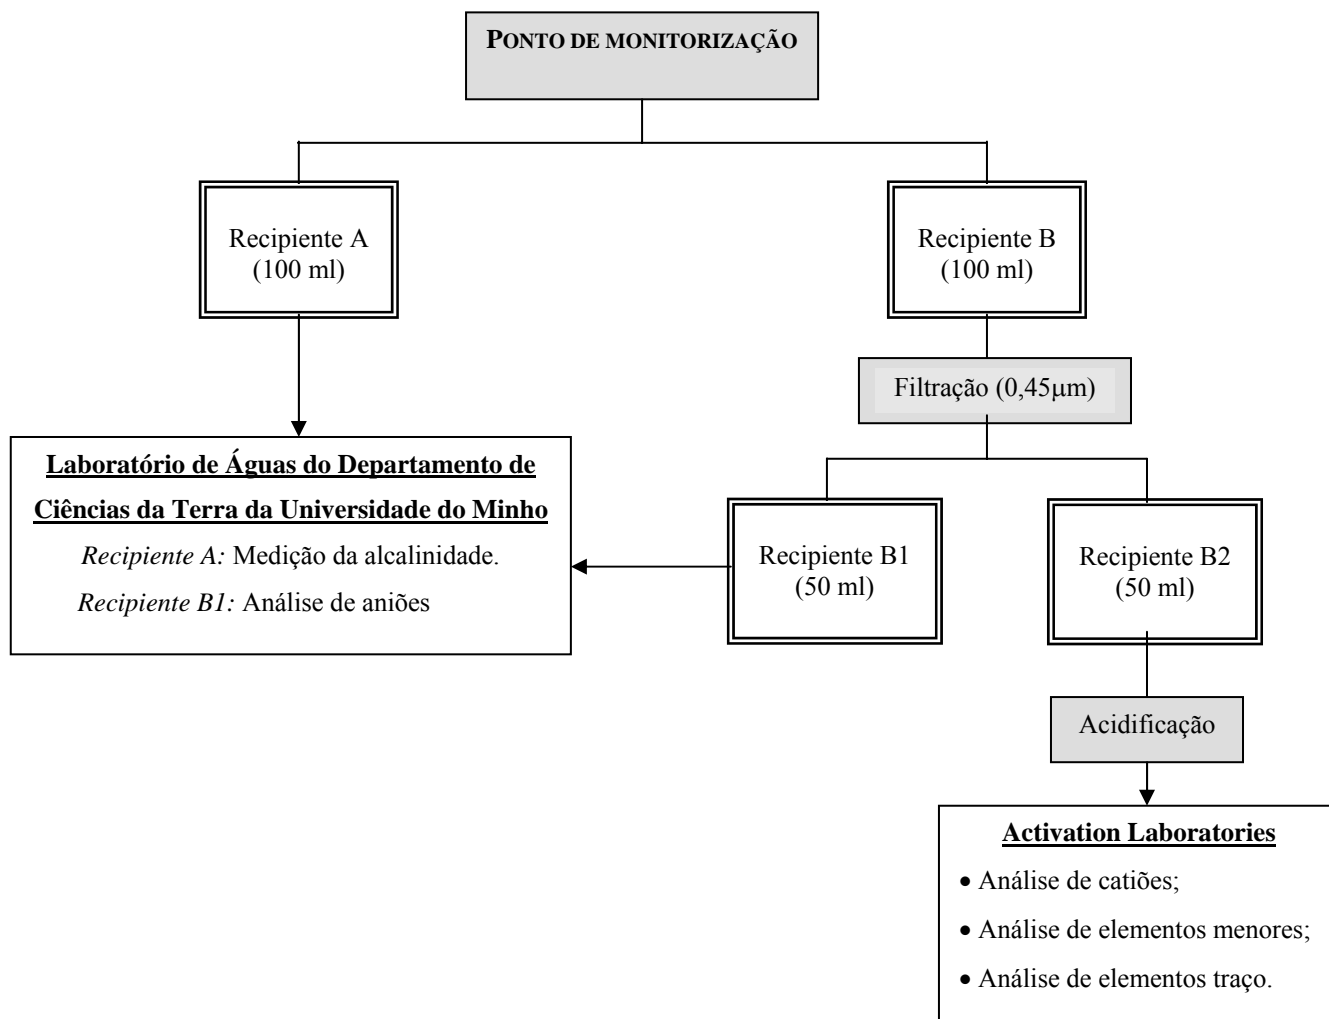 PONTO DE MONITORIZAÇÃO
Recipiente A
(100 ml)
Recipiente B
(100 ml)
Filtração (0,45µm)
Laboratório de Águas do Departamento de
Ciências da Terra da Universidade do Minho
Recipiente A: Medição da alcalinidade.
Recipiente B1: Análise de aniões
Recipiente B1
(50 ml)
Recipiente B2
(50 ml)
Acidificação
Activation Laboratories
• Análise de catiões;
• Análise de elementos menores;
• Análise de elementos traço.